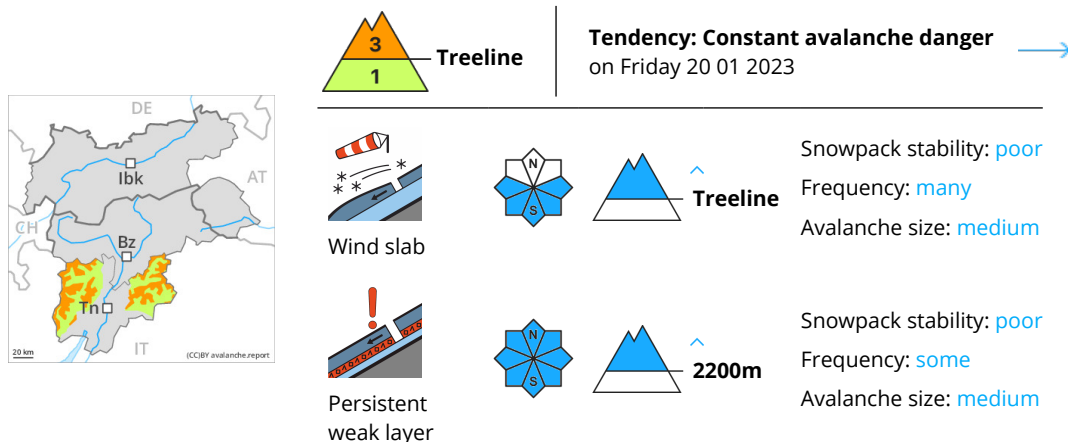 3
1
Treeline
Tendency: Constant avalanche danger
on Friday 20 01 2023
DE
Ibk
AT
CH
Bz
Tn
IT
20 km
(CC)BY avalanche.report
Wind slab
N
S
Treeline
Snowpack stability: poor
Frequency: many
Avalanche size: medium
Persistent
weak layer
N
S
2200m
Snowpack stability: poor
Frequency: some
Avalanche size: medium